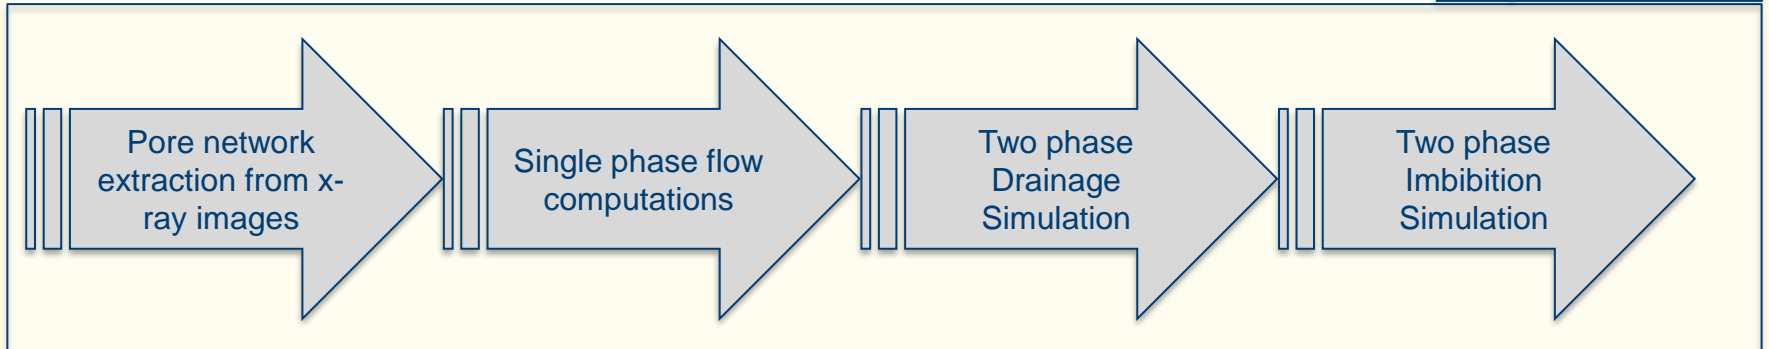 Pore network
extraction from x-
ray images
Single phase flow
computations
Two phase
Drainage
Simulation
Two phase
Imbibition
Simulation